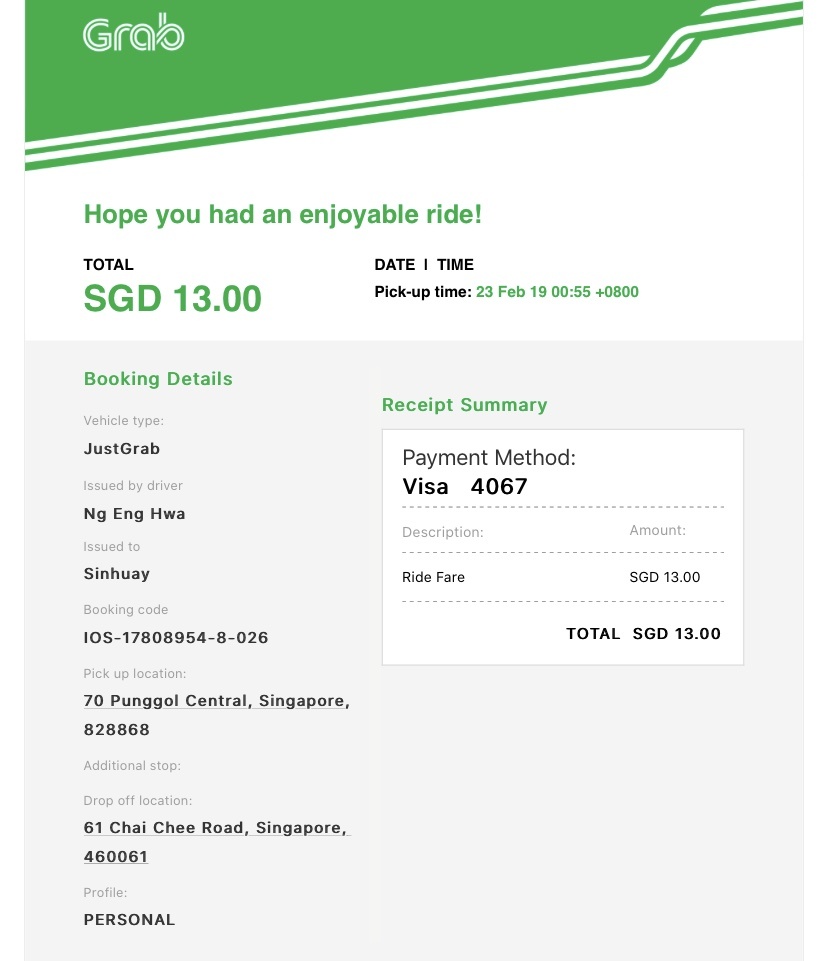 Grab
Hope you had an enjoyable ride!
TOTAL
SGD 13.00
DATE | TIME
Pick-up time: 23 Feb 19 00:55 +0800
Booking Details
Vehicle type:
JustGrab
Issued by driver
Ng Eng Hwa
Issued to
Sinhuay
Booking code
IOS-17808954-8-026
Pick up location:
70 Punggol Central, Singapore,
828868
Additional stop:
Drop off location:
61 Chai Chee Road, Singapore,
460061
Profile:
PERSONAL
Receipt Summary
Payment Method:
Visa 4067
Description: Amount:
Ride Fare SGD 13.00
TOTAL SGD 13.00